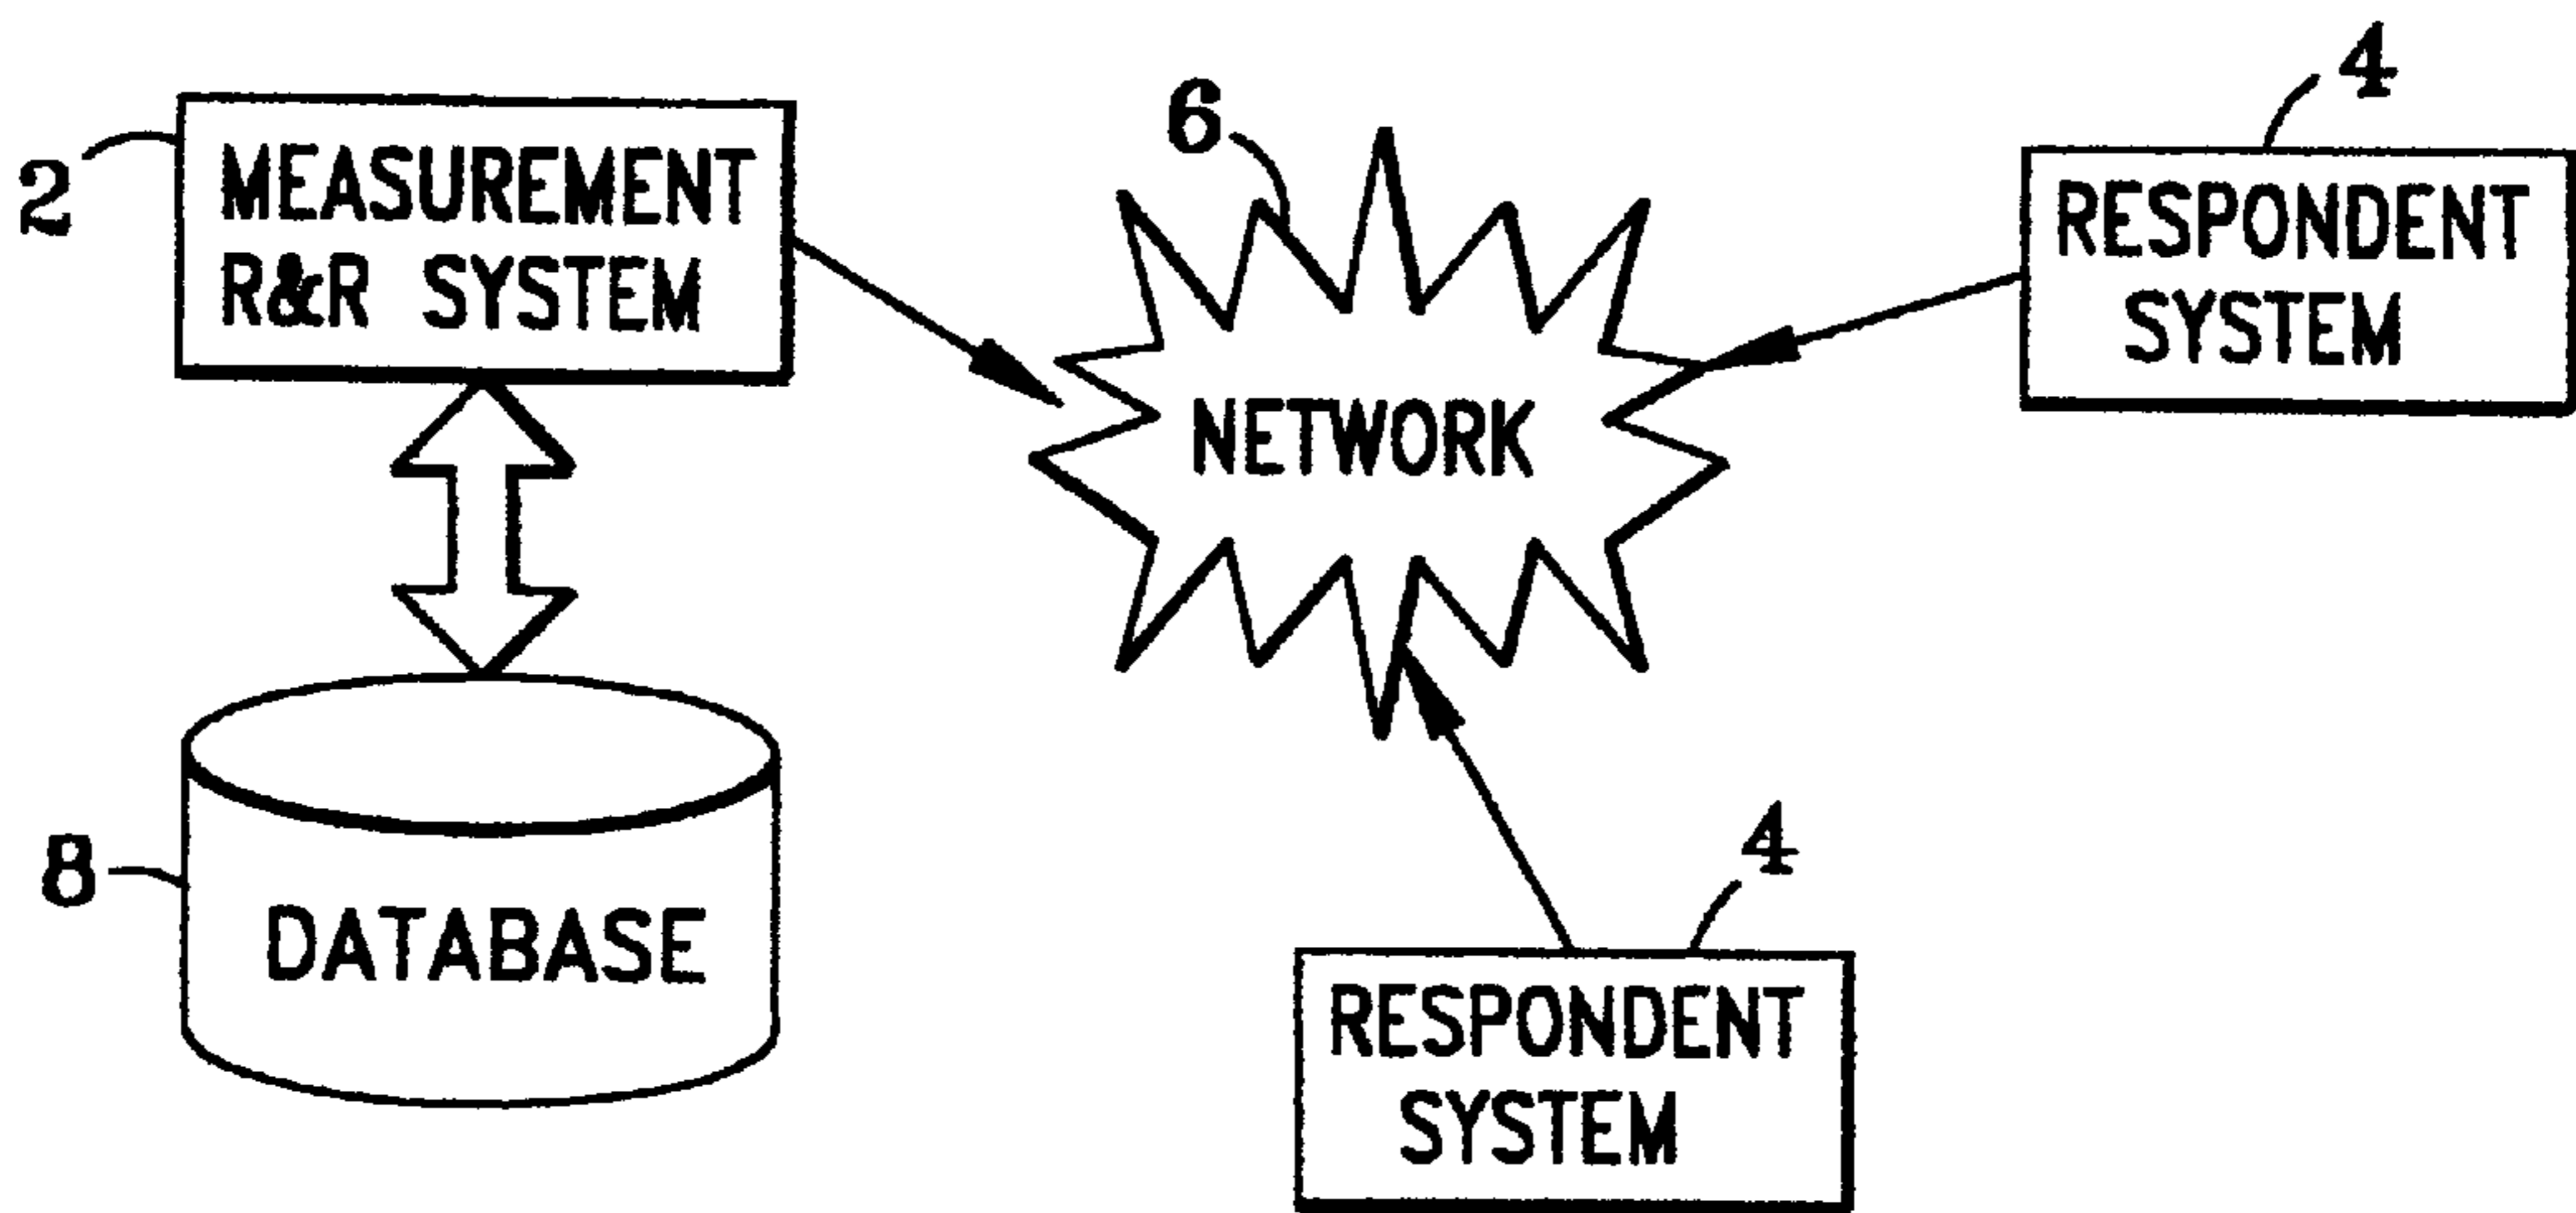 2
MEASUREMENT
R&R SYSTEM
6
NETWORK
4
RESPONDENT
SYSTEM
8
DATABASE
4
RESPONDENT
SYSTEM